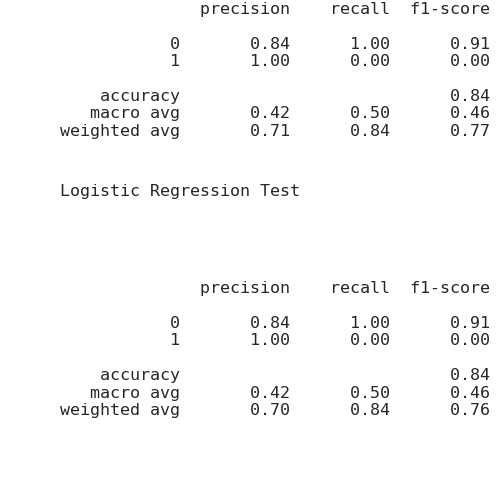 precision recall f1-score
0 0.84 1.00 0.91
1 1.00 0.00 0.00
accuracy 0.84
macro avg 0.42 0.50 0.46
weighted avg 0.71 0.84 0.77
Logistic Regression Test
precision recall f1-score
0 0.84 1.00 0.91
1 1.00 0.00 0.00
accuracy 0.84
macro avg 0.42 0.50 0.46
weighted avg 0.70 0.84 0.76